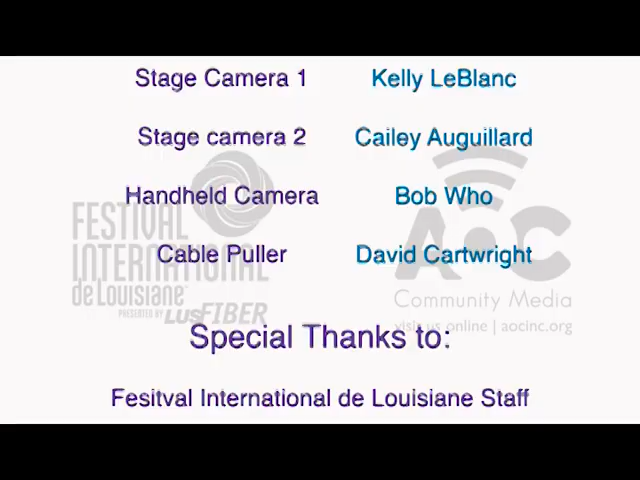 Stage Camera 1 Kelly LeBlanc
Stage camera 2 Cailey Auguillard
Handheld Camera Bob Who
Cable Puller David Cartwright
FESTIVAL
INTERNATIONAL
de Louisiane™
PRESENTED BY LUSFIBER
AOC
Community Media
visit us online | aocinc.org
Special Thanks to:
Fesitval International de Louisiane Staff